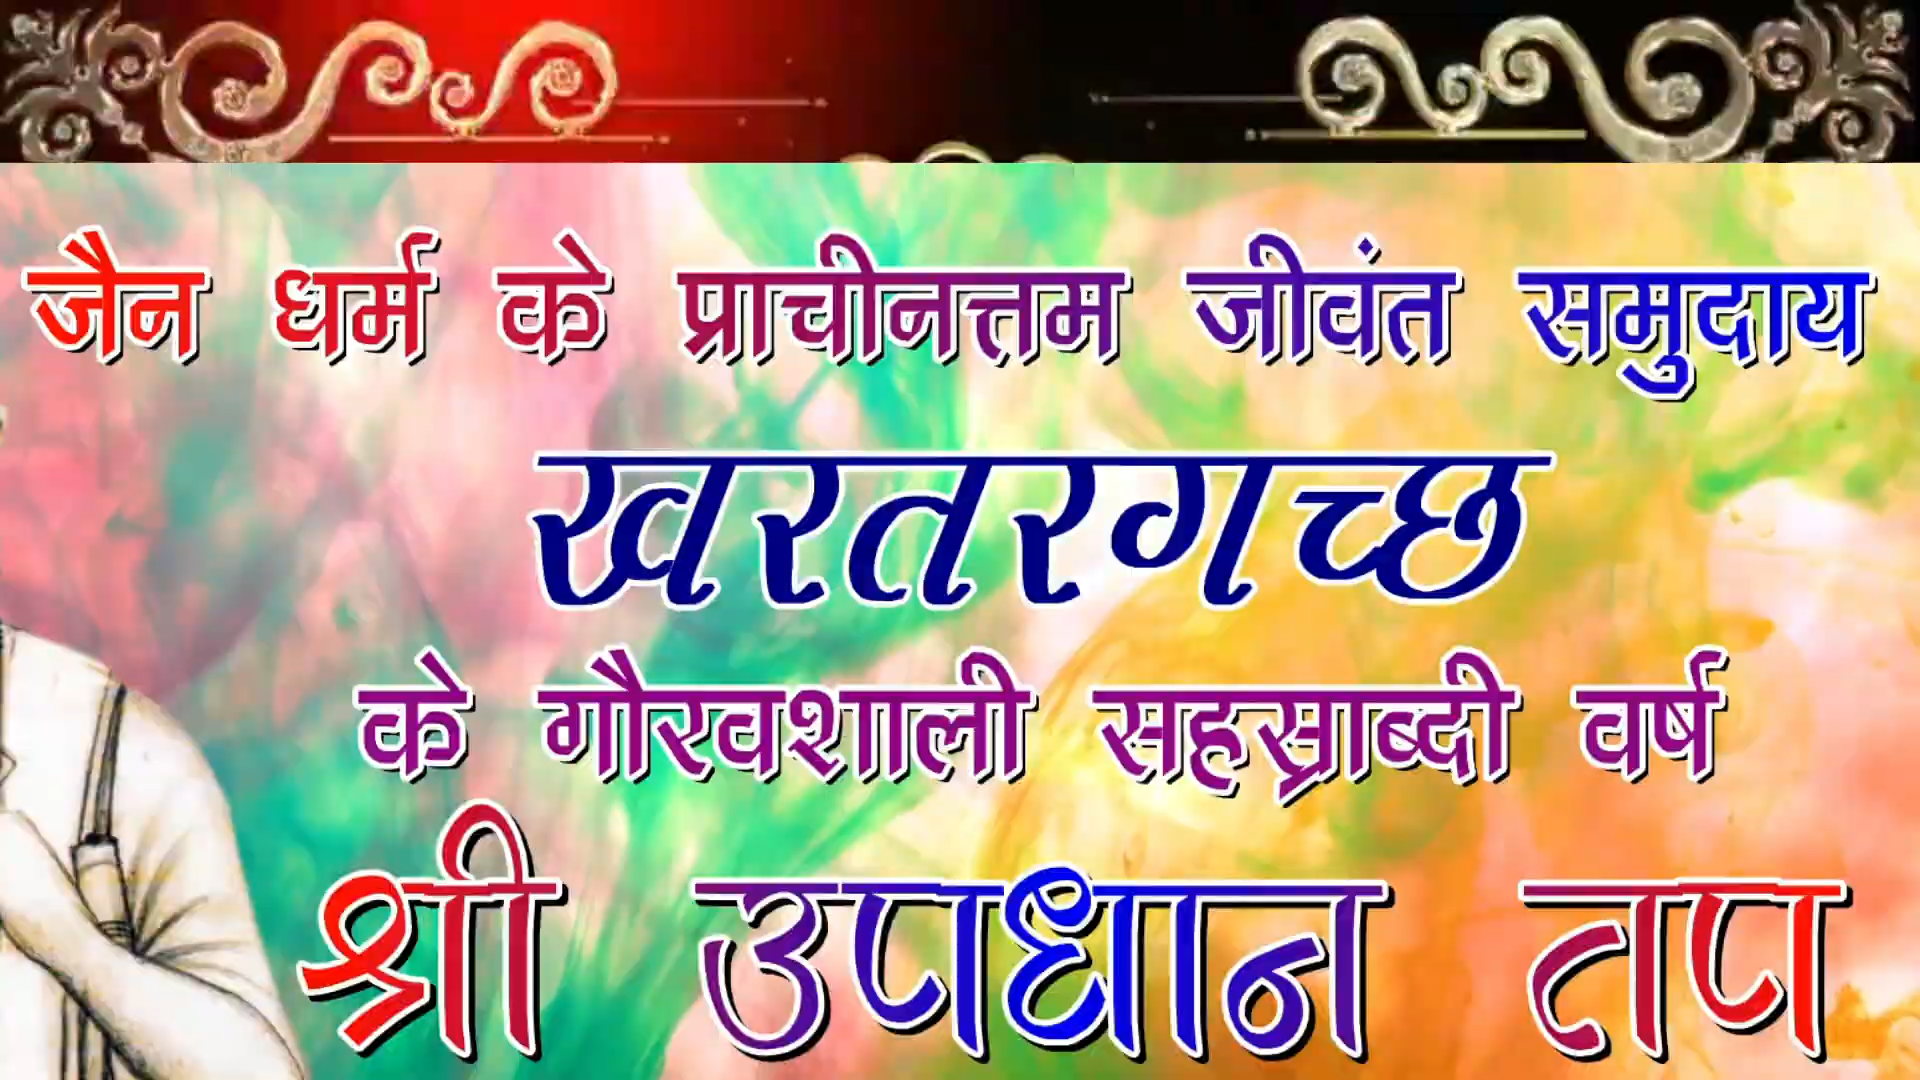 जैन धर्म के प्राचीनत्तम जीवंत समुदाय
खरतरगच्छ
के गौरवशाली सहस्राब्दी वर्ष
श्री उपधान तप